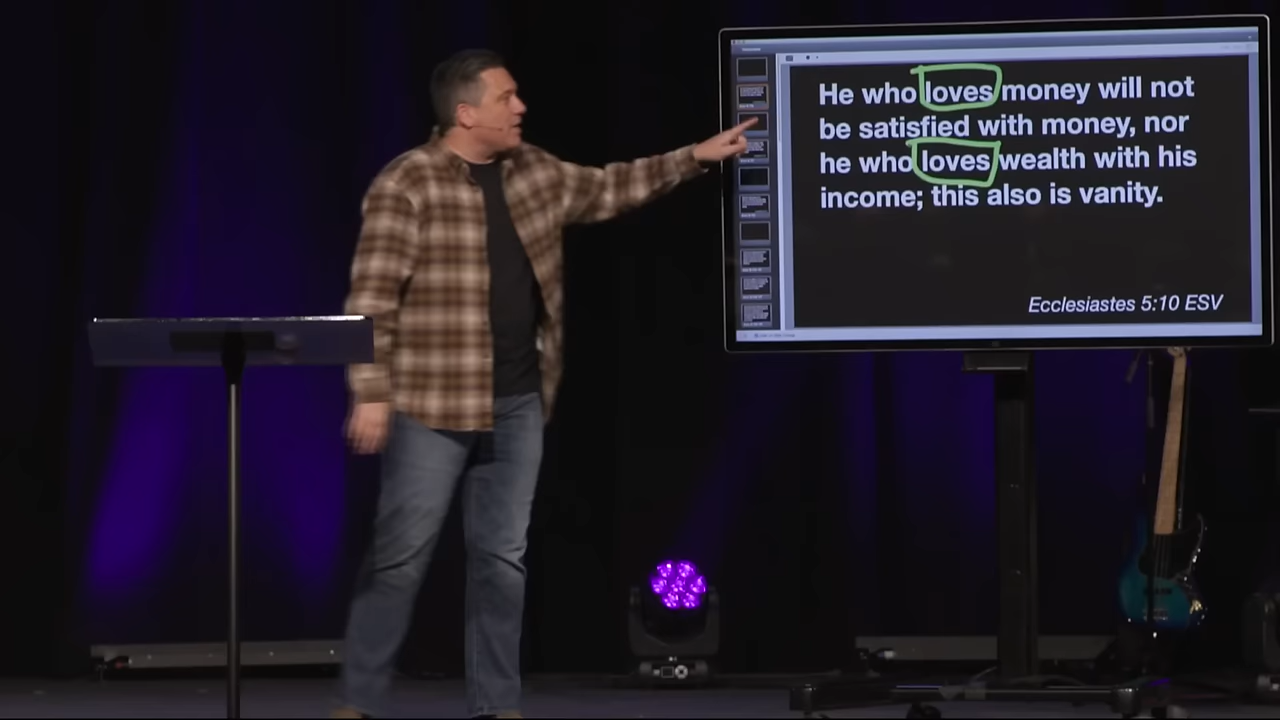 He who loves money will not
be satisfied with money, nor
he who loves wealth with his
income; this also is vanity.
Ecclesiastes 5:10 ESV